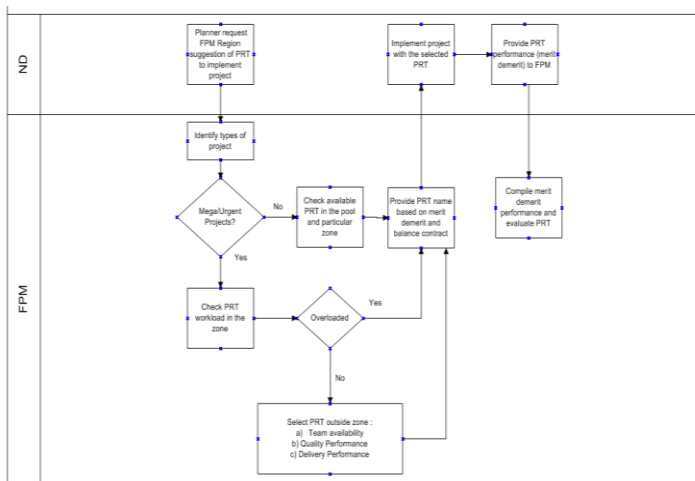 ND
Planner request
FPM Region
suggestion of PRT
to implement
project
Implement project
with the selected
PRT
Provide PRT
performance (merit
demerit) to FPM
FPM
Identify types of
project
Mega/Urgent
Projects?
No
Check available
PRT in the pool
and particular
zone
Provide PRT name
based on merit
demerit and
balance contract
Compile merit
demerit
performance and
evaluate PRT
Yes
Check PRT
workload in the
zone
Overloaded
Yes
No
Select PRT outside zone :
a) Team availability
b) Quality Performance
c) Delivery Performance